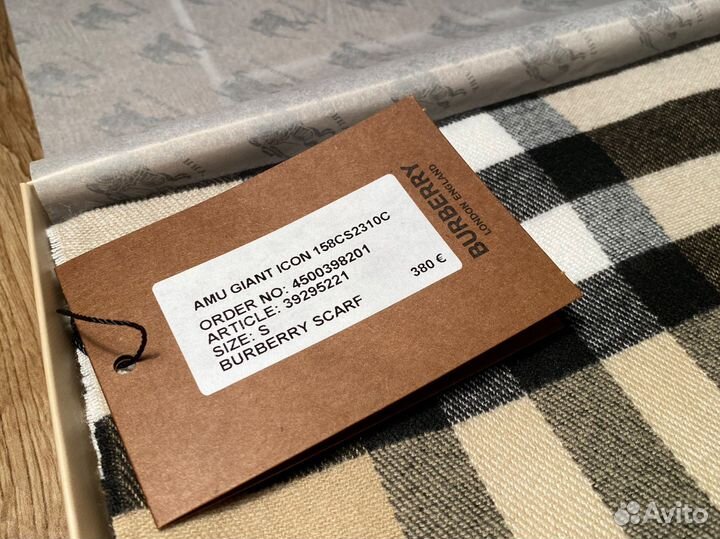 BURBERRY
LONDON ENGLAND
AMU GIANT ICON 158CS2310C
ORDER NO: 4500398201
ARTICLE: 39295221
SIZE: S
BURBERRY SCARF
380 €
Avito